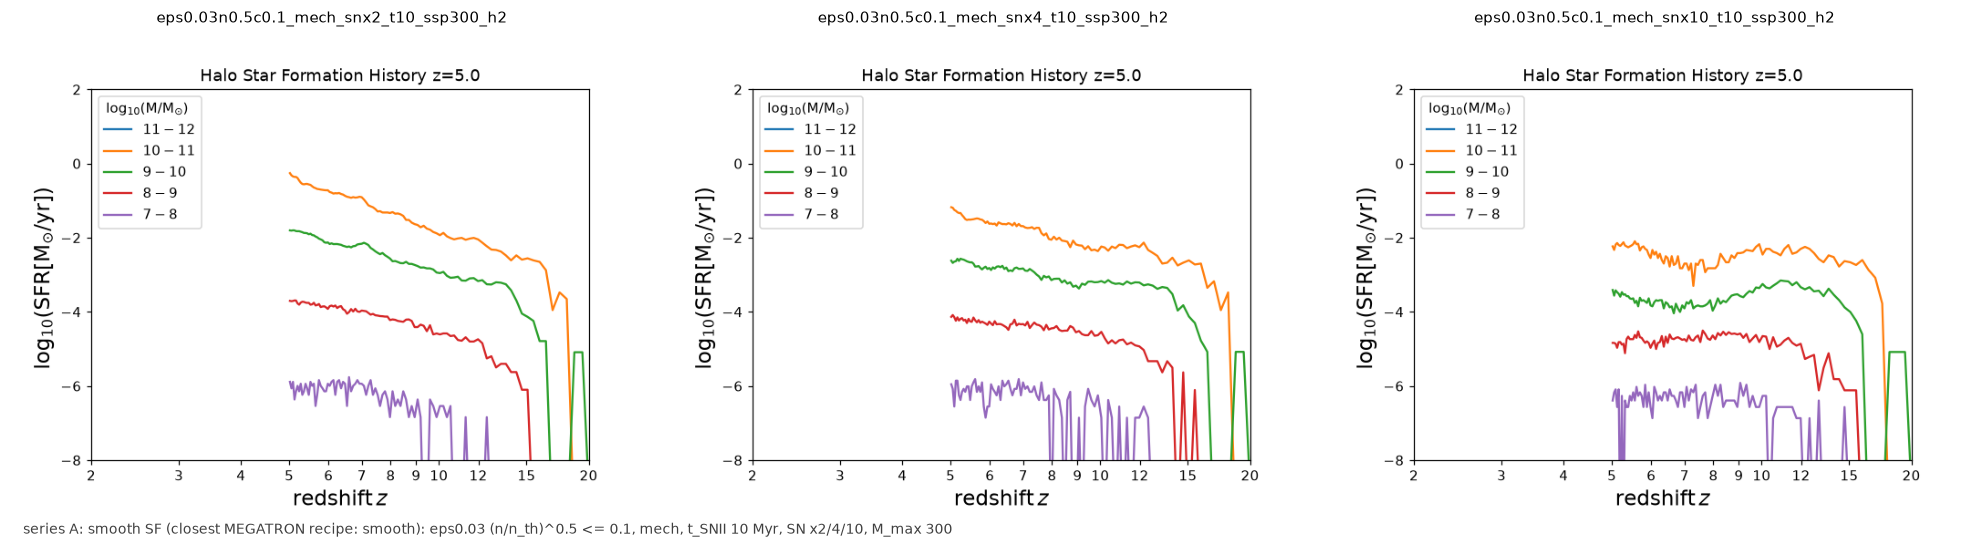 eps0.03n0.5c0.1_mech_snx2_t10_ssp300_h2
Halo Star Formation History z=5.0
log₁₀(M/M⊙)
11 − 12
10 − 11
9 − 10
8 − 9
7 − 8
2
0
−2
−4
−6
−8
log₁₀(SFR[M⊙/yr])
2 3 4 5 6 7 8 9 10 12 15 20
redshift z
eps0.03n0.5c0.1_mech_snx4_t10_ssp300_h2
Halo Star Formation History z=5.0
log₁₀(M/M⊙)
11 − 12
10 − 11
9 − 10
8 − 9
7 − 8
2
0
−2
−4
−6
−8
log₁₀(SFR[M⊙/yr])
2 3 4 5 6 7 8 9 10 12 15 20
redshift z
eps0.03n0.5c0.1_mech_snx10_t10_ssp300_h2
Halo Star Formation History z=5.0
log₁₀(M/M⊙)
11 − 12
10 − 11
9 − 10
8 − 9
7 − 8
2
0
−2
−4
−6
−8
log₁₀(SFR[M⊙/yr])
2 3 4 5 6 7 8 9 10 12 15 20
redshift z
series A: smooth SF (closest MEGATRON recipe: smooth): eps0.03 (n/n_th)^0.5 <= 0.1, mech, t_SNII 10 Myr, SN x2/4/10, M_max 300